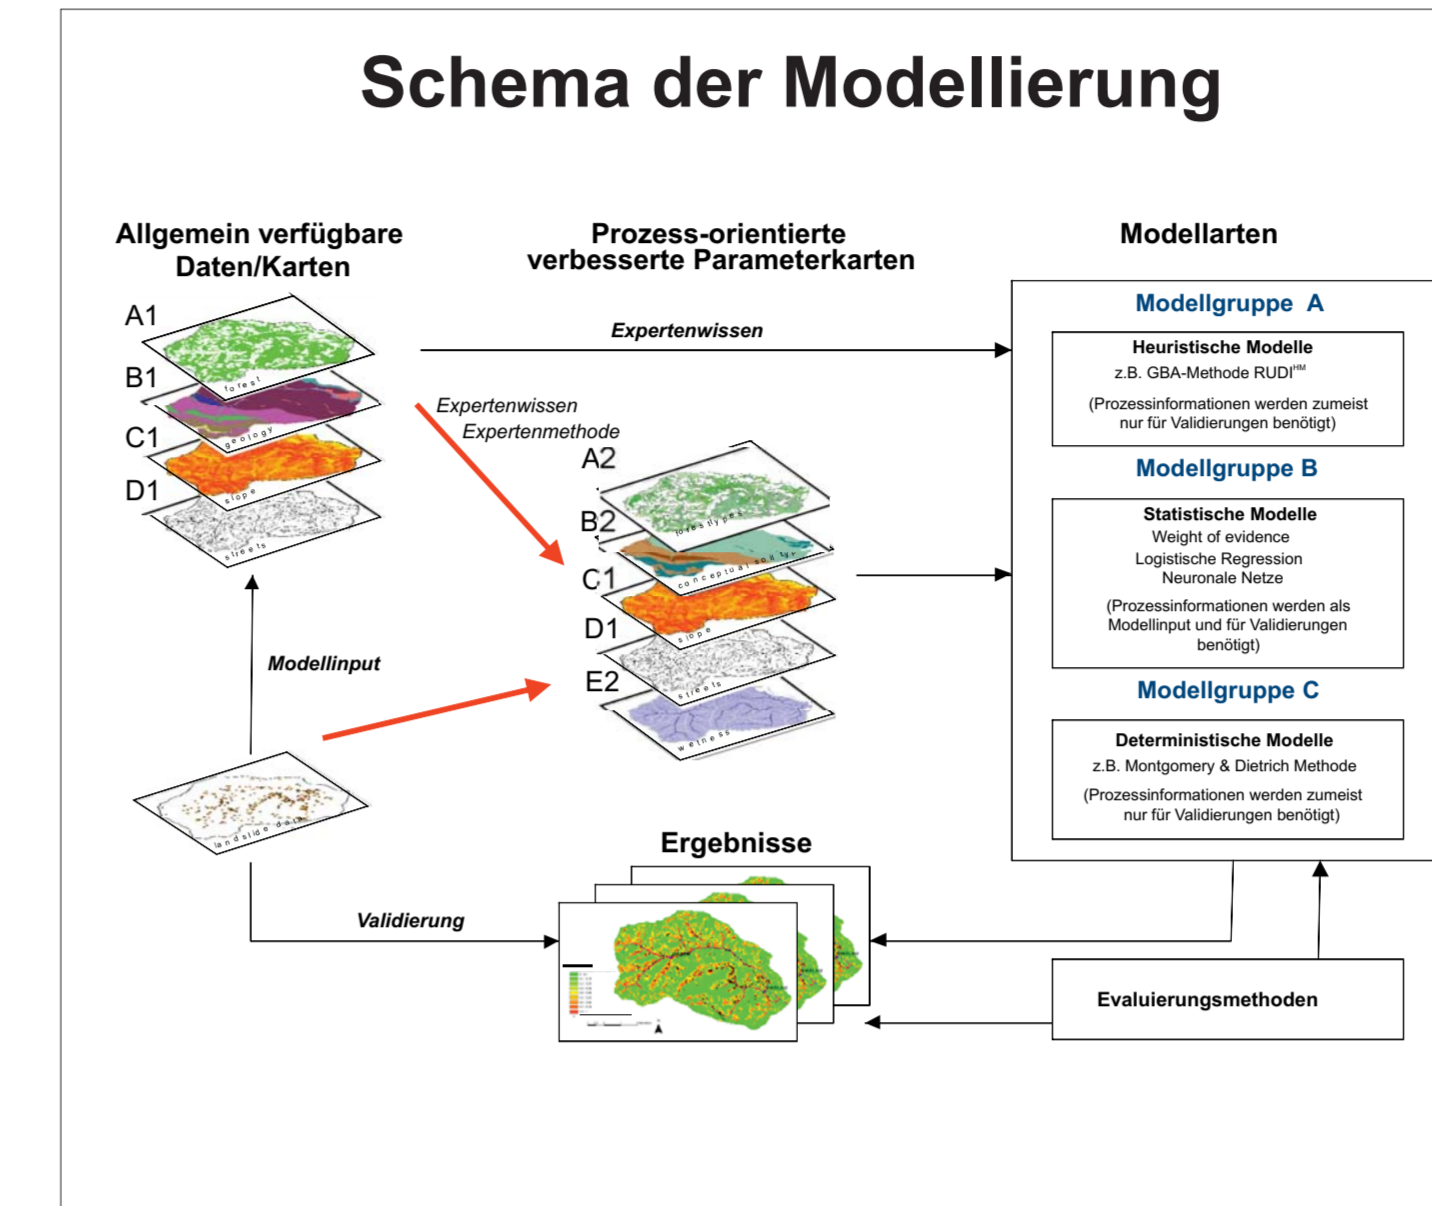 Schema der Modellierung
Allgemein verfügbare
Daten/Karten
A1
forest
B1
geology
C1
slope
D1
streets
Modellinput
landslide data
Validierung
Prozess-orientierte
verbesserte Parameterkarten
Expertenwissen
Expertenwissen
Expertenmethode
A2
foresttypes
B2
conceptual soil
C1
slope
D1
streets
E2
wetness
Ergebnisse
Modellarten
Modellgruppe A
Heuristische Modelle
z.B. GBA-Methode RUDIHM
(Prozessinformationen werden zumeist
nur für Validierungen benötigt)
Modellgruppe B
Statistische Modelle
Weight of evidence
Logistische Regression
Neuronale Netze
(Prozessinformationen werden als
Modellinput und für Validierungen
benötigt)
Modellgruppe C
Deterministische Modelle
z.B. Montgomery & Dietrich Methode
(Prozessinformationen werden zumeist
nur für Validierungen benötigt)
Evaluierungsmethoden